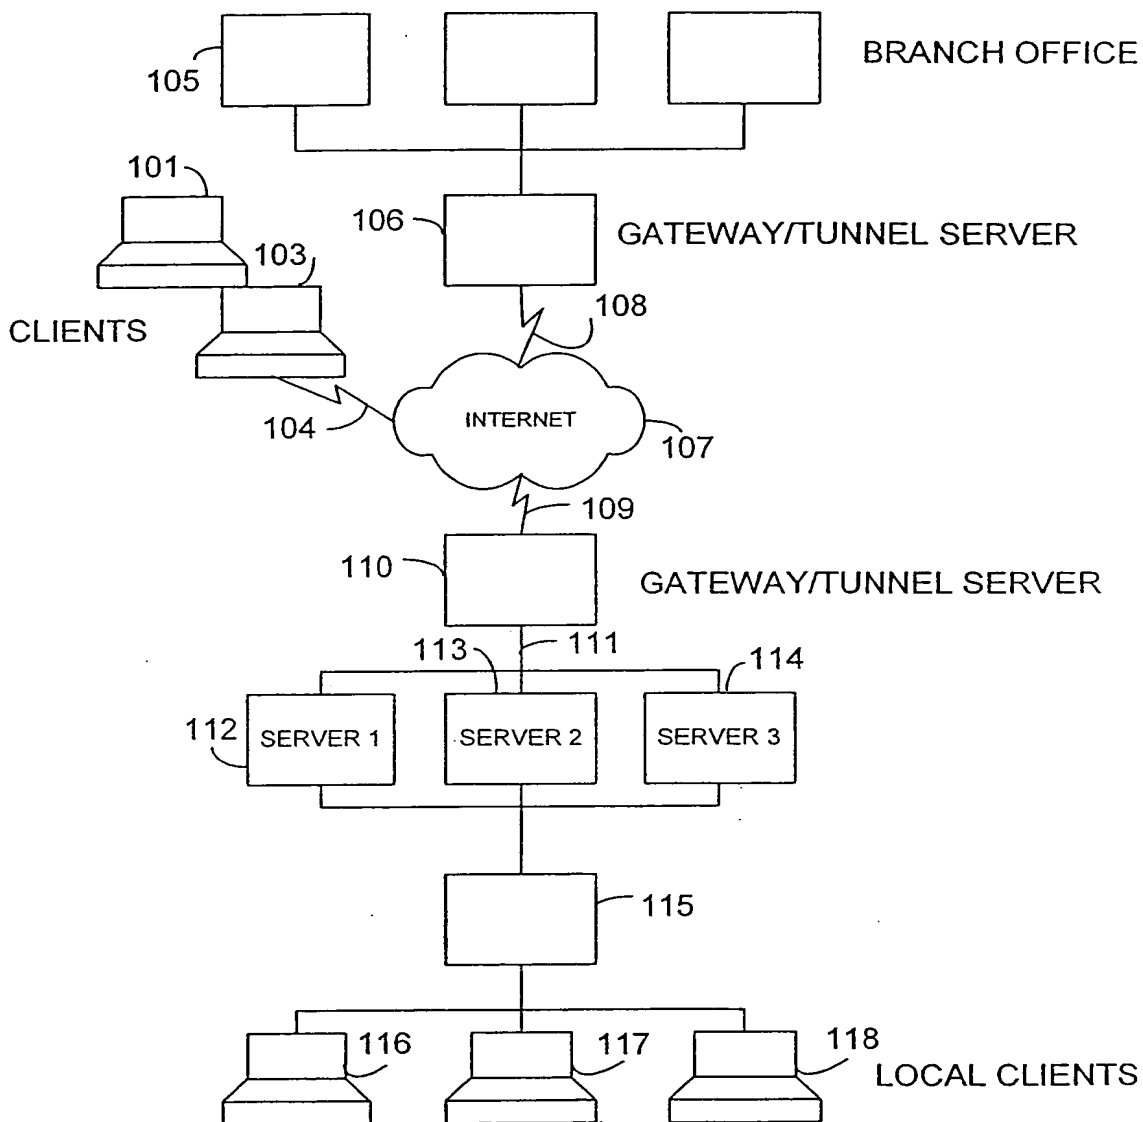 BRANCH OFFICE
105
101
106
GATEWAY/TUNNEL SERVER
103
108
CLIENTS
104
INTERNET
107
109
110
GATEWAY/TUNNEL SERVER
111
113
114
112
SERVER 1
SERVER 2
SERVER 3
115
116
117
118
LOCAL CLIENTS